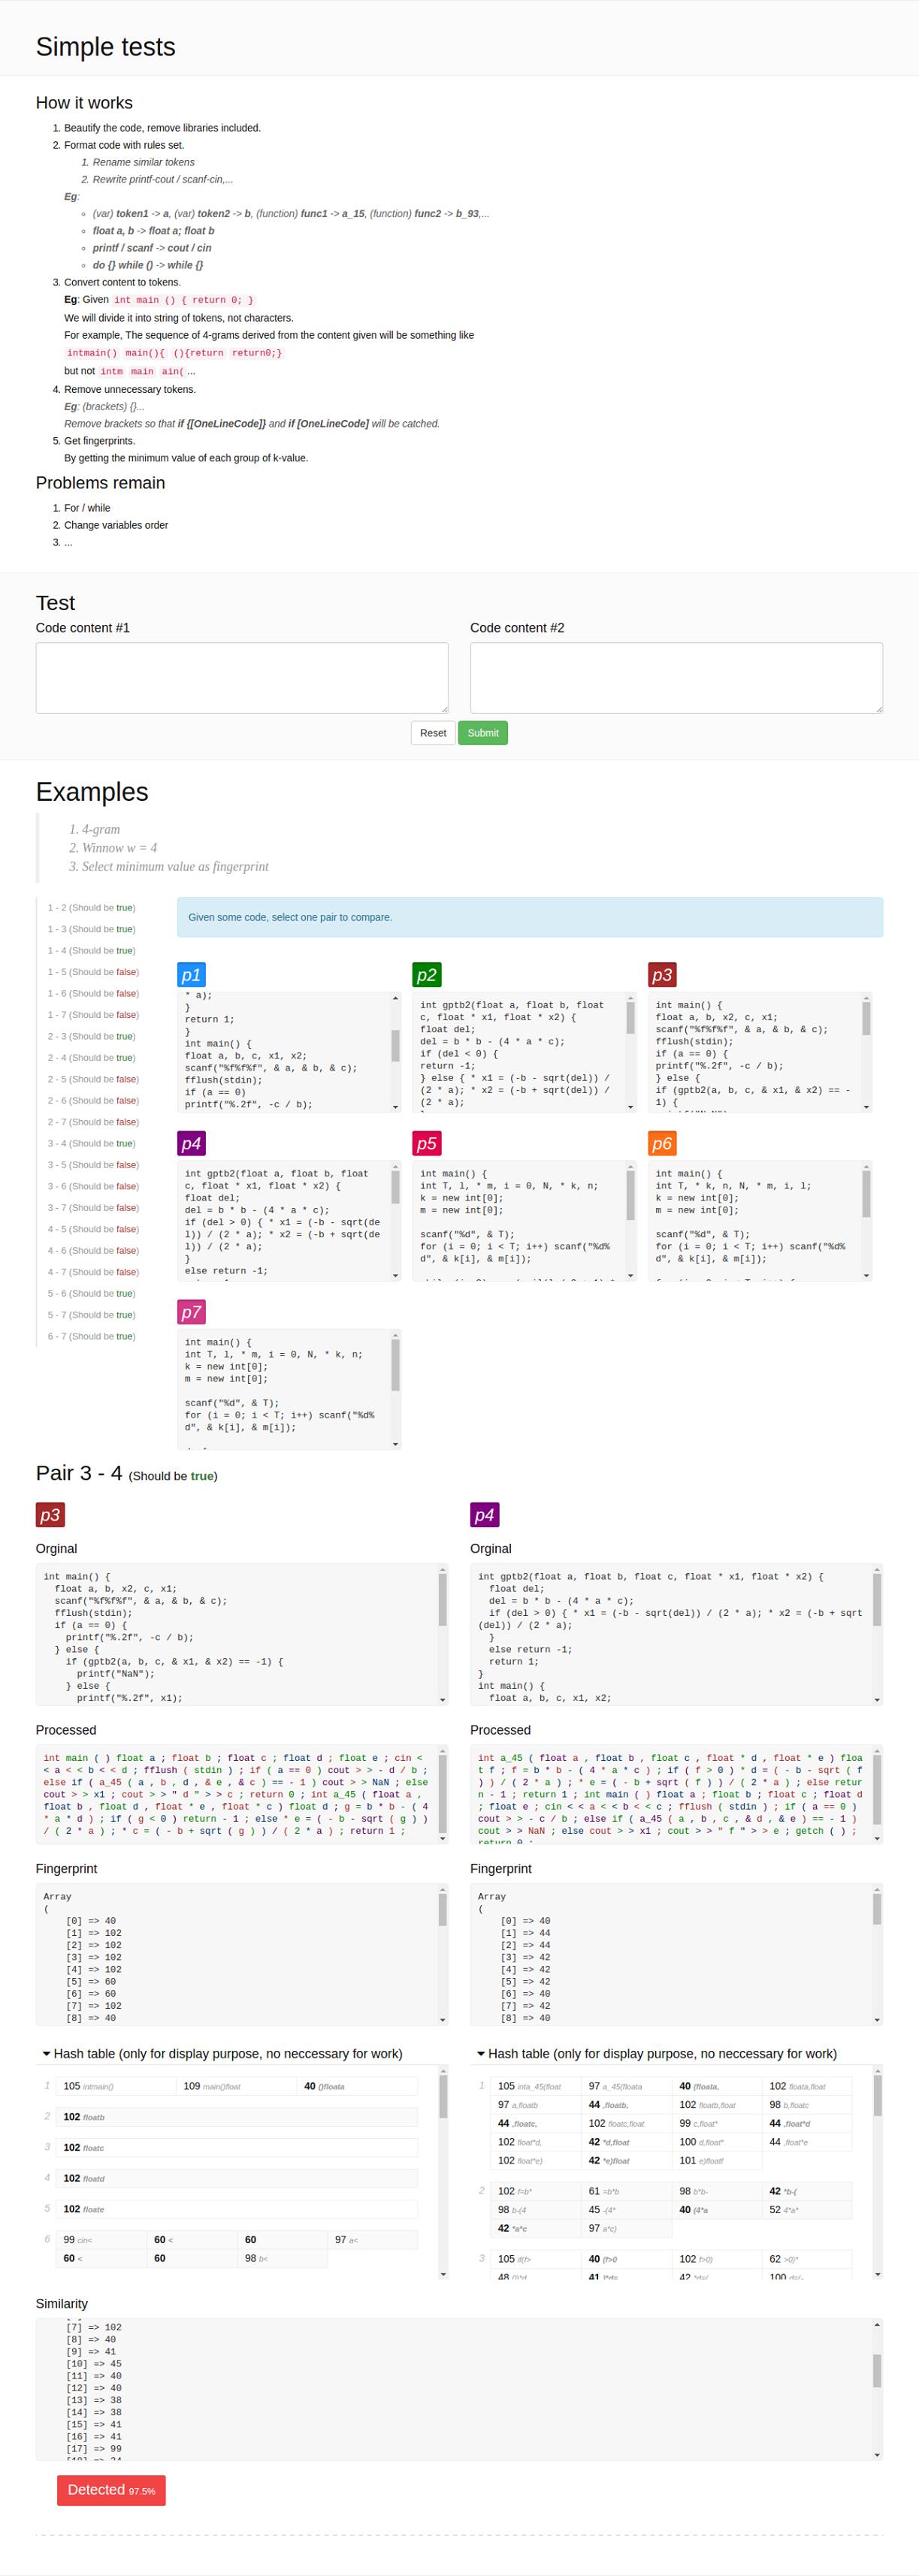 Simple tests
How it works
1. Beautify the code, remove libraries included.
2. Format code with rules set.
1. Rename similar tokens
2. Rewrite printf-cout / scanf-cin,...
Eg:
(var) token1 -> a, (var) token2 -> b, (function) func1 -> a_15, (function) func2 -> b_93,...
float a, b -> float a; float b
printf / scanf -> cout / cin
do {} while () -> while {}
3. Convert content to tokens.
Eg: Given int main () { return 0; }
We will divide it into string of tokens, not characters.
For example, The sequence of 4-grams derived from the content given will be something like
intmain() main(){ (){return return0;}
but not intm main ain( ...
4. Remove unnecessary tokens.
Eg: (brackets) {}...
Remove brackets so that if {[OneLineCode]} and if [OneLineCode] will be catched.
5. Get fingerprints.
By getting the minimum value of each group of k-value.
Problems remain
1. For / while
2. Change variables order
3. ...
Test
Code content #1
Code content #2
Reset Submit
Examples
1. 4-gram
2. Winnow w = 4
3. Select minimum value as fingerprint
1 - 2 (Should be true)
1 - 3 (Should be true)
1 - 4 (Should be true)
1 - 5 (Should be false)
1 - 6 (Should be false)
1 - 7 (Should be false)
2 - 3 (Should be true)
2 - 4 (Should be true)
2 - 5 (Should be false)
2 - 6 (Should be false)
2 - 7 (Should be false)
3 - 4 (Should be true)
3 - 5 (Should be false)
3 - 6 (Should be false)
3 - 7 (Should be false)
4 - 5 (Should be false)
4 - 6 (Should be false)
4 - 7 (Should be false)
5 - 6 (Should be true)
5 - 7 (Should be true)
6 - 7 (Should be true)
Given some code, select one pair to compare.
p1
* a);
}
return 1;
}
int main() {
float a, b, c, x1, x2;
scanf("%f%f%f", & a, & b, & c);
fflush(stdin);
if (a == 0)
printf("%.2f", -c / b);
p2
int gptb2(float a, float b, float
c, float * x1, float * x2) {
float del;
del = b * b - (4 * a * c);
if (del < 0) {
return -1;
} else { * x1 = (-b - sqrt(del)) /
(2 * a); * x2 = (-b + sqrt(del)) /
(2 * a);
p3
int main() {
float a, b, x2, c, x1;
scanf("%f%f%f", & a, & b, & c);
fflush(stdin);
if (a == 0) {
printf("%.2f", -c / b);
} else {
if (gptb2(a, b, c, & x1, & x2) == -
1) {
p4
int gptb2(float a, float b, float
c, float * x1, float * x2) {
float del;
del = b * b - (4 * a * c);
if (del > 0) { * x1 = (-b - sqrt(de
l)) / (2 * a); * x2 = (-b + sqrt(de
l)) / (2 * a);
}
else return -1;
p5
int main() {
int T, l, * m, i = 0, N, * k, n;
k = new int[0];
m = new int[0];
scanf("%d", & T);
for (i = 0; i < T; i++) scanf("%d%
d", & k[i], & m[i]);
p6
int main() {
int T, * k, n, N, * m, i, l;
k = new int[0];
m = new int[0];
scanf("%d", & T);
for (i = 0; i < T; i++) scanf("%d%
d", & k[i], & m[i]);
p7
int main() {
int T, l, * m, i = 0, N, * k, n;
k = new int[0];
m = new int[0];
scanf("%d", & T);
for (i = 0; i < T; i++) scanf("%d%
d", & k[i], & m[i]);
Pair 3 - 4 (Should be true)
p3
Orginal
int main() {
float a, b, x2, c, x1;
scanf("%f%f%f", & a, & b, & c);
fflush(stdin);
if (a == 0) {
printf("%.2f", -c / b);
} else {
if (gptb2(a, b, c, & x1, & x2) == -1) {
printf("NaN");
} else {
printf("%.2f", x1);
Processed
int main ( ) float a ; float b ; float c ; float d ; float e ; cin <
< a < < b < < d ; fflush ( stdin ) ; if ( a == 0 ) cout > > - d / b ;
else if ( a_45 ( a , b , d , & e , & c ) == - 1 ) cout > > NaN ; else
cout > > x1 ; cout > > " d " > > c ; return 0 ; int a_45 ( float a ,
float b , float d , float * e , float * c ) float d ; g = b * b - ( 4
* a * d ) ; if ( g < 0 ) return - 1 ; else * e = ( - b - sqrt ( g ) )
/ ( 2 * a ) ; * c = ( - b + sqrt ( g ) ) / ( 2 * a ) ; return 1 ;
Fingerprint
Array
(
[0] => 40
[1] => 102
[2] => 102
[3] => 102
[4] => 102
[5] => 60
[6] => 60
[7] => 102
[8] => 40
Hash table (only for display purpose, no neccessary for work)
1 105 intmain() 109 main()float 40 ()floata
2 102 floatb
3 102 floatc
4 102 floatd
5 102 floate
6 99 cin< 60 < 60 97 a<
60 < 60 98 b<
p4
Orginal
int gptb2(float a, float b, float c, float * x1, float * x2) {
float del;
del = b * b - (4 * a * c);
if (del > 0) { * x1 = (-b - sqrt(del)) / (2 * a); * x2 = (-b + sqrt
(del)) / (2 * a);
}
else return -1;
return 1;
}
int main() {
float a, b, c, x1, x2;
Processed
int a_45 ( float a , float b , float c , float * d , float * e ) floa
t f ; f = b * b - ( 4 * a * c ) ; if ( f > 0 ) * d = ( - b - sqrt ( f
) ) / ( 2 * a ) ; * e = ( - b + sqrt ( f ) ) / ( 2 * a ) ; else retur
n - 1 ; return 1 ; int main ( ) float a ; float b ; float c ; float d
; float e ; cin < < a < < b < < c ; fflush ( stdin ) ; if ( a == 0 )
cout > > - c / b ; else if ( a_45 ( a , b , c , & d , & e ) == - 1 )
cout > > NaN ; else cout > > x1 ; cout > > " f " > > e ; getch ( ) ;
return 0 ;
Fingerprint
Array
(
[0] => 40
[1] => 44
[2] => 44
[3] => 42
[4] => 42
[5] => 42
[6] => 40
[7] => 42
[8] => 40
Hash table (only for display purpose, no neccessary for work)
1 105 inta_45(float 97 a_45(floata 40 (floata, 102 floata,float
97 a,floatb 44 ,floatb, 102 floatb,float 98 b,floatc
44 ,floatc, 102 floatc,float 99 c,float* 44 ,float*d
102 float*d, 42 *d,float 100 d,float* 44 ,float*e
102 float*e) 42 *e)float 101 e)floatf
2 102 f=b* 61 =b*b 98 b*b- 42 *b-(
98 b-(4 45 -(4* 40 (4*a 52 4*a*
42 *a*c 97 a*c)
3 105 if(f> 40 (f>0 102 f>0) 62 >0)*
48 0)*d 41 )*d= 42 *d=( 100 d=(-
Similarity
[7] => 102
[8] => 40
[9] => 41
[10] => 45
[11] => 40
[12] => 40
[13] => 38
[14] => 38
[15] => 41
[16] => 41
[17] => 99
Detected 97.5%